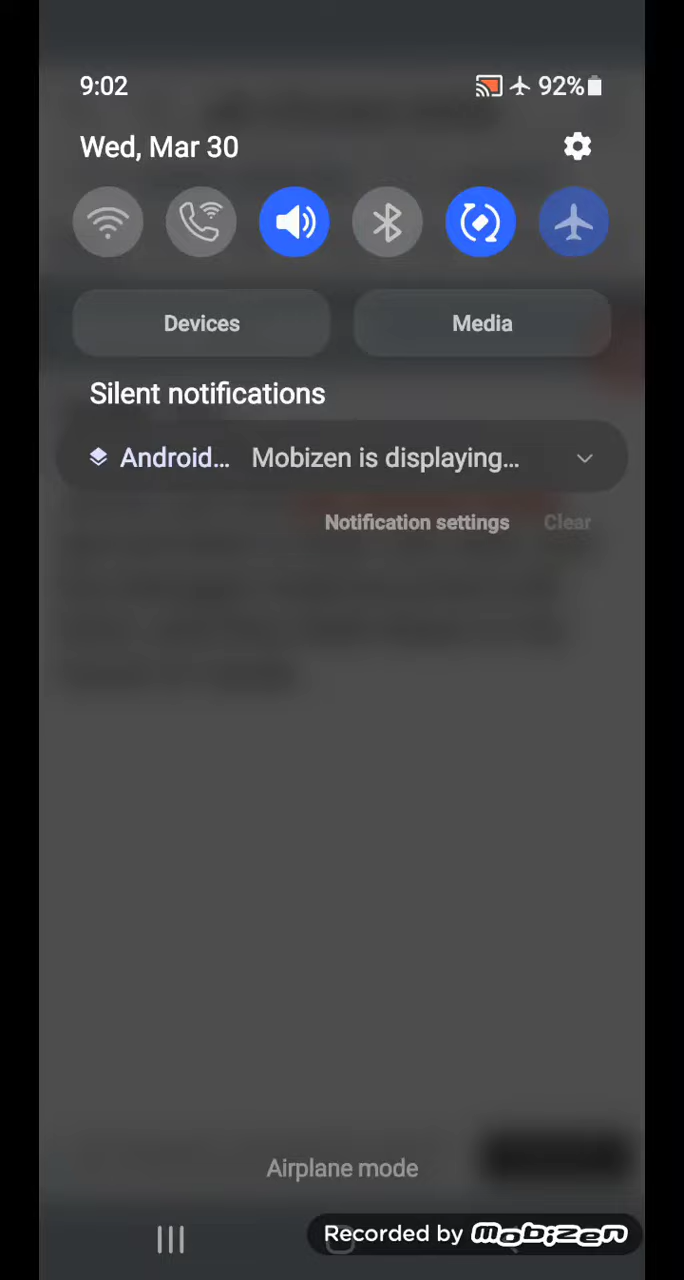 9:02
92%
Wed, Mar 30
Devices
Media
Silent notifications
Android... Mobizen is displaying...
Notification settings
Clear
Airplane mode
Recorded by mobizen